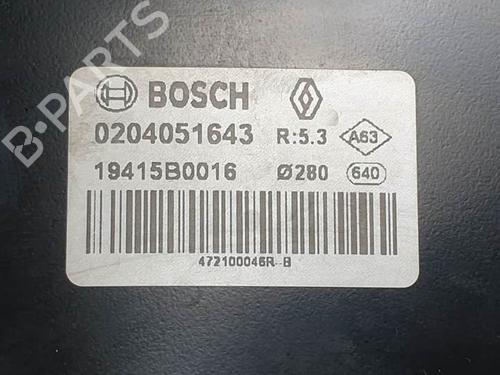 BOSCH
0204051643 R:5.3 A63
19415B0016 Ø280 640
472100046R B
B-PARTS